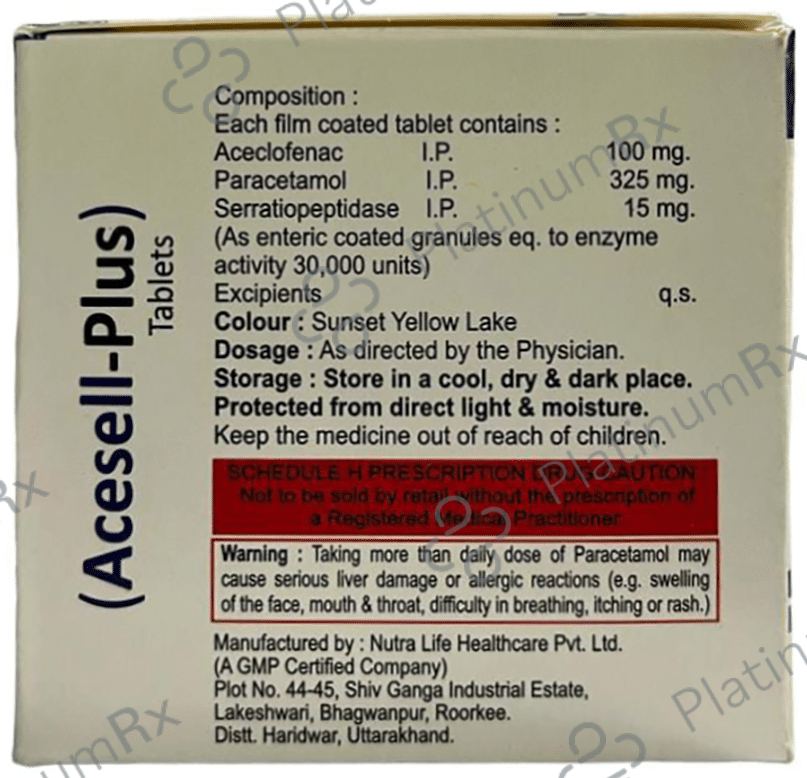 (Acesell-Plus)
Tablets
Composition :
Each film coated tablet contains :
Aceclofenac I.P. 100 mg.
Paracetamol I.P. 325 mg.
Serratiopeptidase I.P. 15 mg.
(As enteric coated granules eq. to enzyme
activity 30,000 units)
Excipients q.s.
Colour : Sunset Yellow Lake
Dosage : As directed by the Physician.
Storage : Store in a cool, dry & dark place.
Protected from direct light & moisture.
Keep the medicine out of reach of children.
SCHEDULE H PRESCRIPTION DRUG-CAUTION
Not to be sold by retail without the prescription of
a Registered Medical Practitioner
Warning : Taking more than daily dose of Paracetamol may
cause serious liver damage or allergic reactions (e.g. swelling
of the face, mouth & throat, difficulty in breathing, itching or rash.)
Manufactured by : Nutra Life Healthcare Pvt. Ltd.
(A GMP Certified Company)
Plot No. 44-45, Shiv Ganga Industrial Estate,
Lakeshwari, Bhagwanpur, Roorkee.
Distt. Haridwar, Uttarakhand.
PlatinumRx
PlatinumRx
PlatinumRx
Rx
umRx
Platin